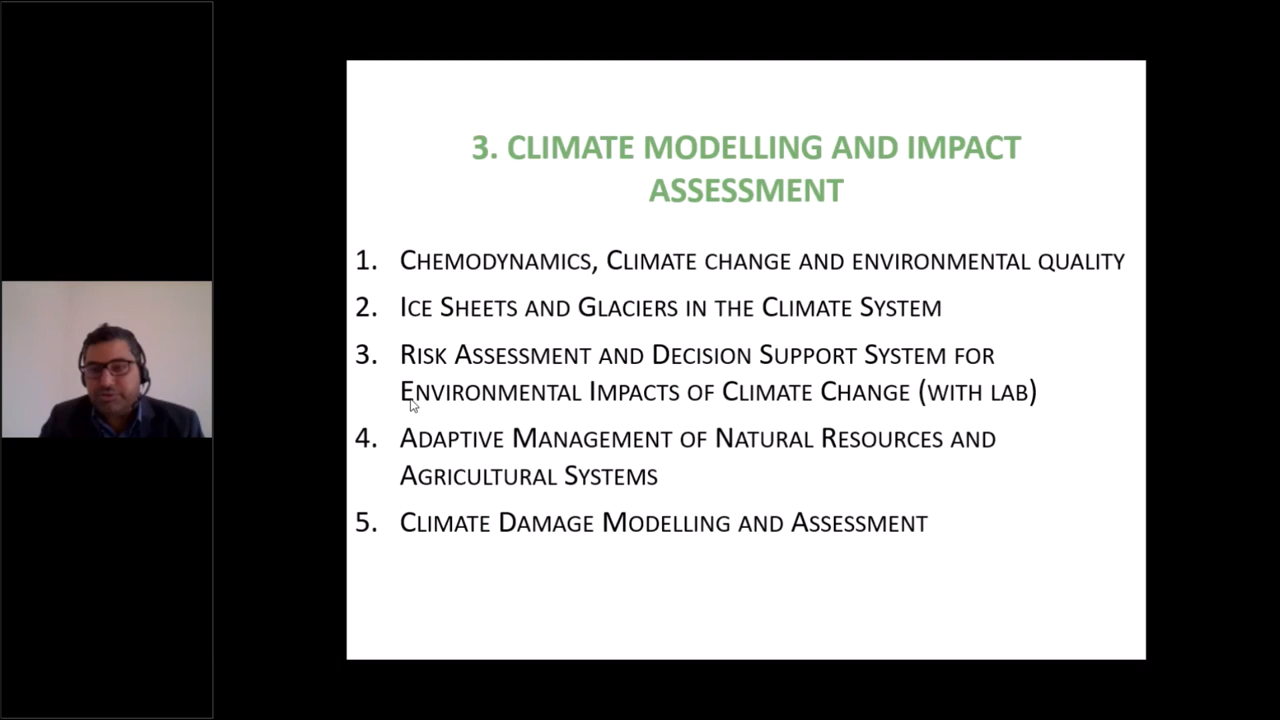 3. CLIMATE MODELLING AND IMPACT
ASSESSMENT
1. CHEMODYNAMICS, CLIMATE CHANGE AND ENVIRONMENTAL QUALITY
2. ICE SHEETS AND GLACIERS IN THE CLIMATE SYSTEM
3. RISK ASSESSMENT AND DECISION SUPPORT SYSTEM FOR
ENVIRONMENTAL IMPACTS OF CLIMATE CHANGE (WITH LAB)
4. ADAPTIVE MANAGEMENT OF NATURAL RESOURCES AND
AGRICULTURAL SYSTEMS
5. CLIMATE DAMAGE MODELLING AND ASSESSMENT